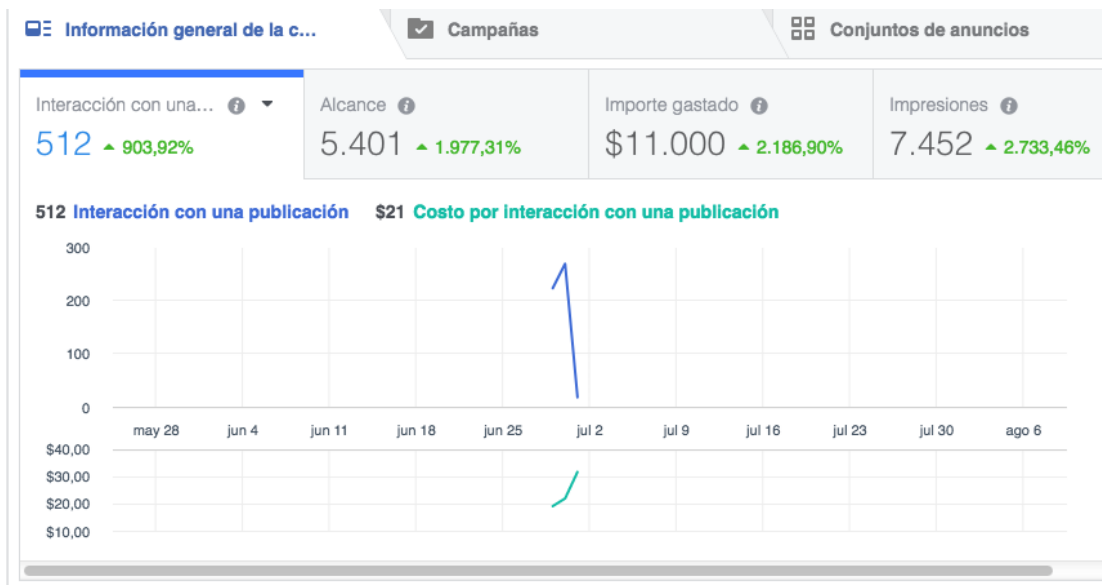 Información general de la c... Campañas Conjuntos de anuncios
Interacción con una... Alcance Importe gastado Impresiones
512 903,92% 5.401 1.977,31% $11.000 2.186,90% 7.452 2.733,46%
512 Interacción con una publicación $21 Costo por interacción con una publicación
300
200
100
0
may 28 jun 4 jun 11 jun 18 jun 25 jul 2 jul 9 jul 16 jul 23 jul 30 ago 6
$40,00
$30,00
$20,00
$10,00